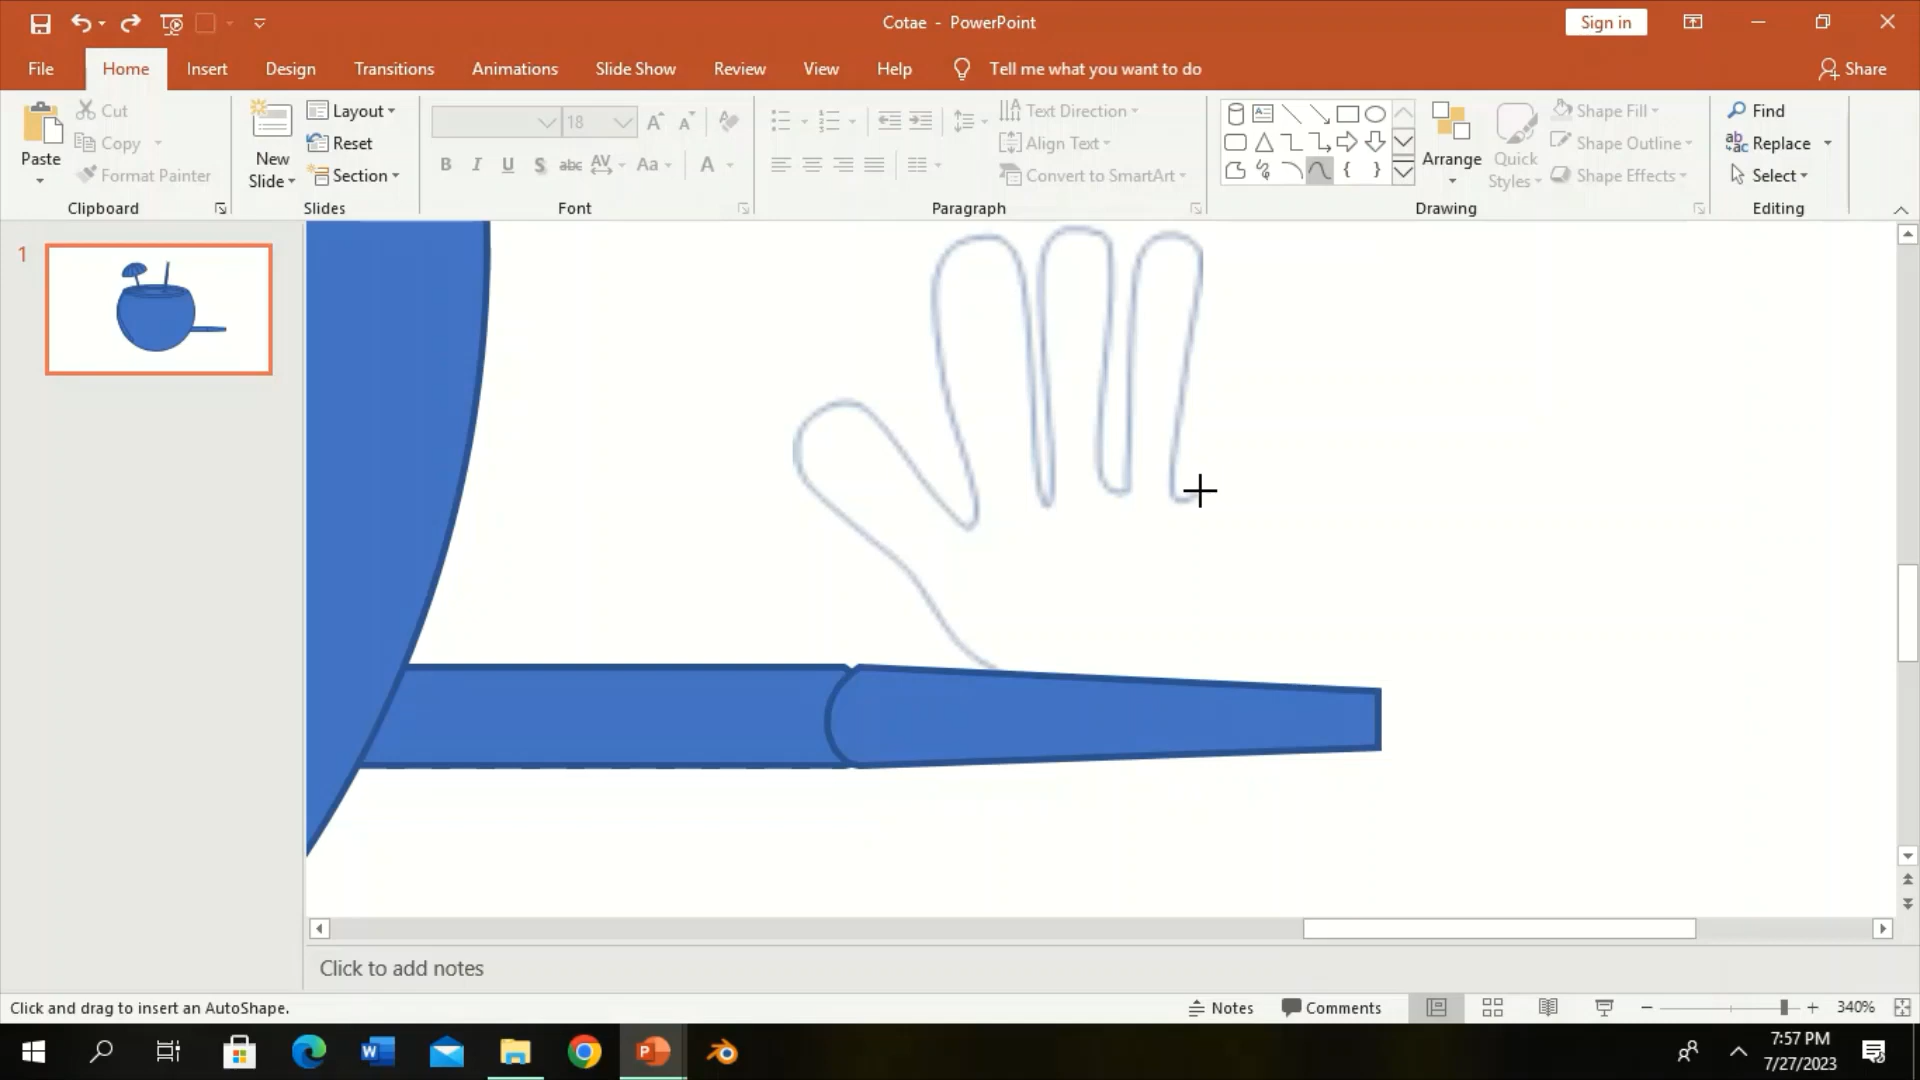 Cotae - PowerPoint
Sign in
File Home Insert Design Transitions Animations Slide Show Review View Help Tell me what you want to do Share
Paste
Cut
Copy
Format Painter
Clipboard
New Slide
Layout
Reset
Section
Slides
18
B I U S abc AV Aa A
Font
Text Direction
Align Text
Convert to SmartArt
Paragraph
Arrange
Quick Styles
Shape Fill
Shape Outline
Shape Effects
Drawing
Find
Replace
Select
Editing
1
Click to add notes
Click and drag to insert an AutoShape.
Notes Comments 340%
7:57 PM
7/27/2023